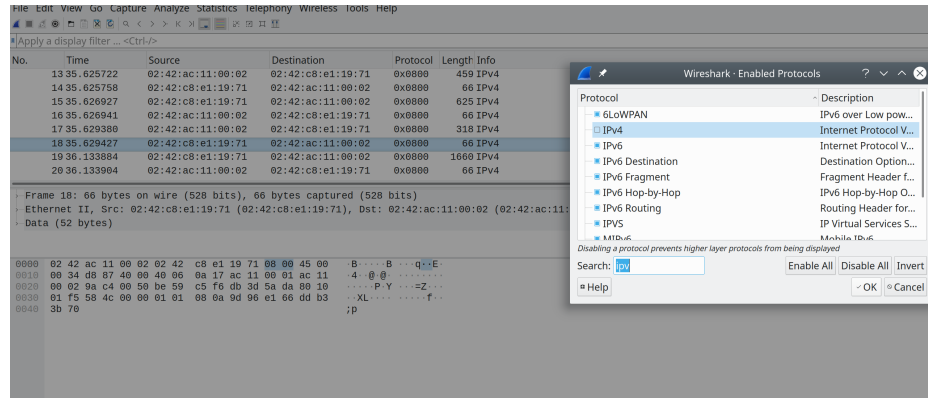 File Edit View Go Capture Analyze Statistics Telephony Wireless Tools Help
Apply a display filter ... <Ctrl-/>
No. Time Source Destination Protocol Length Info
13 35.625722 02:42:ac:11:00:02 02:42:c8:e1:19:71 0x0800 459 IPv4
14 35.625758 02:42:c8:e1:19:71 02:42:ac:11:00:02 0x0800 66 IPv4
15 35.626927 02:42:c8:e1:19:71 02:42:ac:11:00:02 0x0800 625 IPv4
16 35.626941 02:42:ac:11:00:02 02:42:c8:e1:19:71 0x0800 66 IPv4
17 35.629380 02:42:ac:11:00:02 02:42:c8:e1:19:71 0x0800 318 IPv4
18 35.629427 02:42:c8:e1:19:71 02:42:ac:11:00:02 0x0800 66 IPv4
19 36.133884 02:42:ac:11:00:02 02:42:c8:e1:19:71 0x0800 1660 IPv4
20 36.133904 02:42:c8:e1:19:71 02:42:ac:11:00:02 0x0800 66 IPv4
Frame 18: 66 bytes on wire (528 bits), 66 bytes captured (528 bits)
Ethernet II, Src: 02:42:c8:e1:19:71 (02:42:c8:e1:19:71), Dst: 02:42:ac:11:00:02 (02:42:ac:11:
Data (52 bytes)
0000 02 42 ac 11 00 02 02 42 c8 e1 19 71 08 00 45 00 ·B·····B ···q··E·
0010 00 34 d8 87 40 00 40 06 0a 17 ac 11 00 01 ac 11 ·4··@·@· ········
0020 00 02 9a c4 00 50 be 59 c5 f6 db 3d 5a da 80 10 ·····P·Y ···=Z···
0030 01 f5 58 4c 00 00 01 01 08 0a 9d 96 e1 66 dd b3 ··XL···· ·····f··
0040 3b 70 ;p
Wireshark · Enabled Protocols
Protocol Description
6LoWPAN IPv6 over Low pow...
IPv4 Internet Protocol V...
IPv6 Internet Protocol V...
IPv6 Destination Destination Option...
IPv6 Fragment Fragment Header f...
IPv6 Hop-by-Hop IPv6 Hop-by-Hop O...
IPv6 Routing Routing Header for...
IPVS IP Virtual Services S...
MIPv6 Mobile IPv6
Disabling a protocol prevents higher layer protocols from being displayed
Search: ipv Enable All Disable All Invert
Help OK Cancel